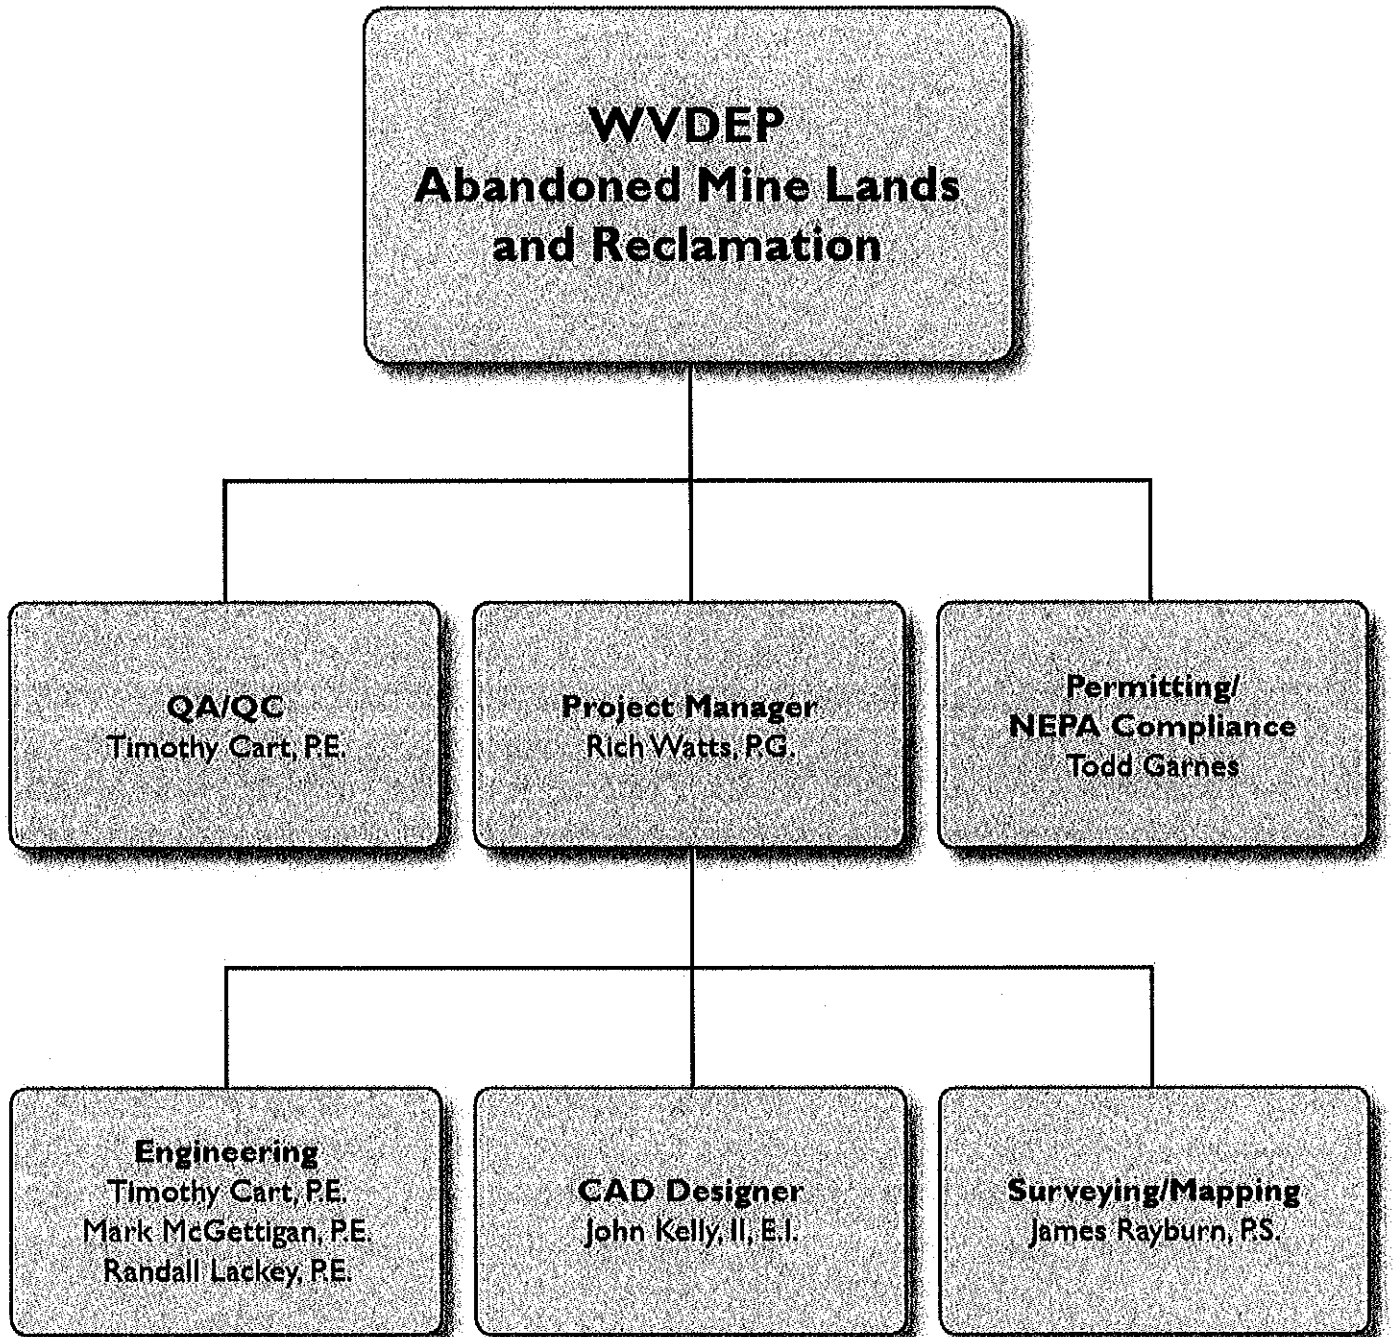 WVDEP
Abandoned Mine Lands
and Reclamation
QA/QC
Timothy Cart, P.E.
Project Manager
Rich Watts, P.G.
Permitting/
NEPA Compliance
Todd Garnes
Engineering
Timothy Cart, P.E.
Mark McGettigan, P.E.
Randall Lackey, P.E.
CAD Designer
John Kelly, II, E.I.
Surveying/Mapping
James Rayburn, P.S.